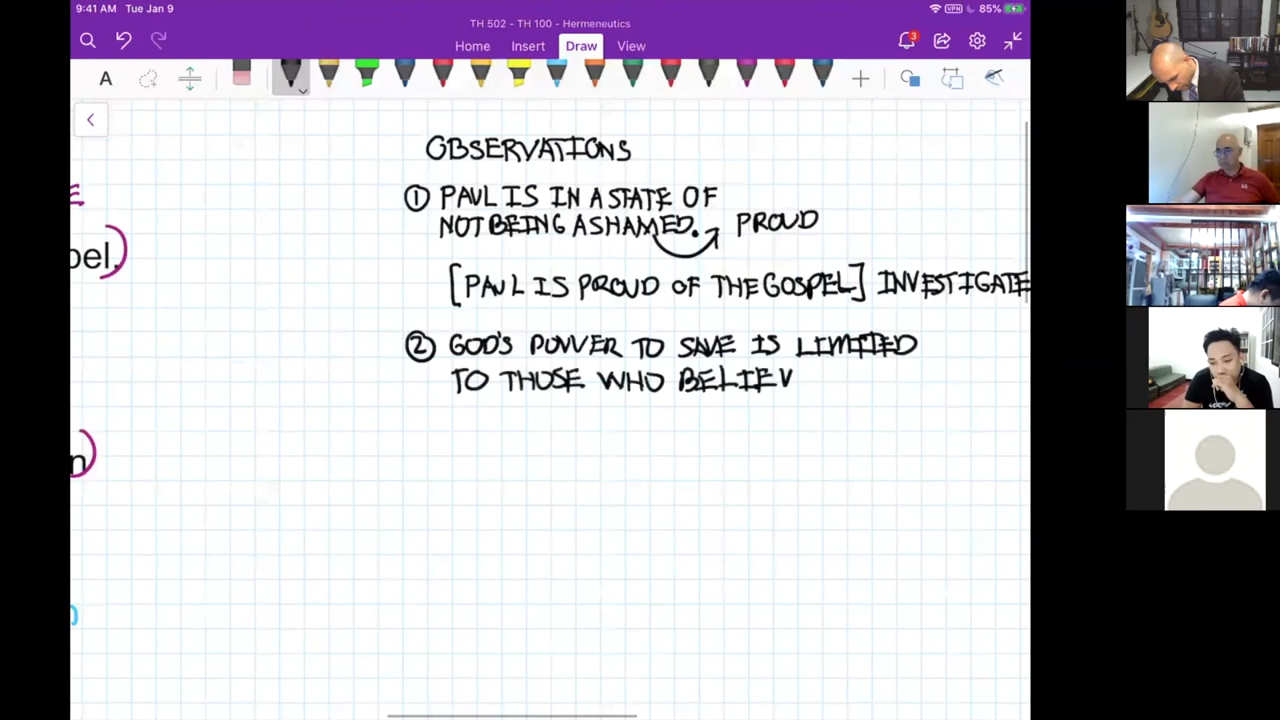 9:41 AM Tue Jan 9
VPN 85%
TH 502 - TH 100 - Hermeneutics
3
Home Insert Draw View
A
OBSERVATIONS
① PAUL IS IN A STATE OF
NOT BEING ASHAMED. PROUD
pel.)
[PAUL IS PROUD OF THE GOSPEL] INVESTIGATE
② GOD'S POWER TO SAVE IS LIMITED
TO THOSE WHO BELIEV
n)